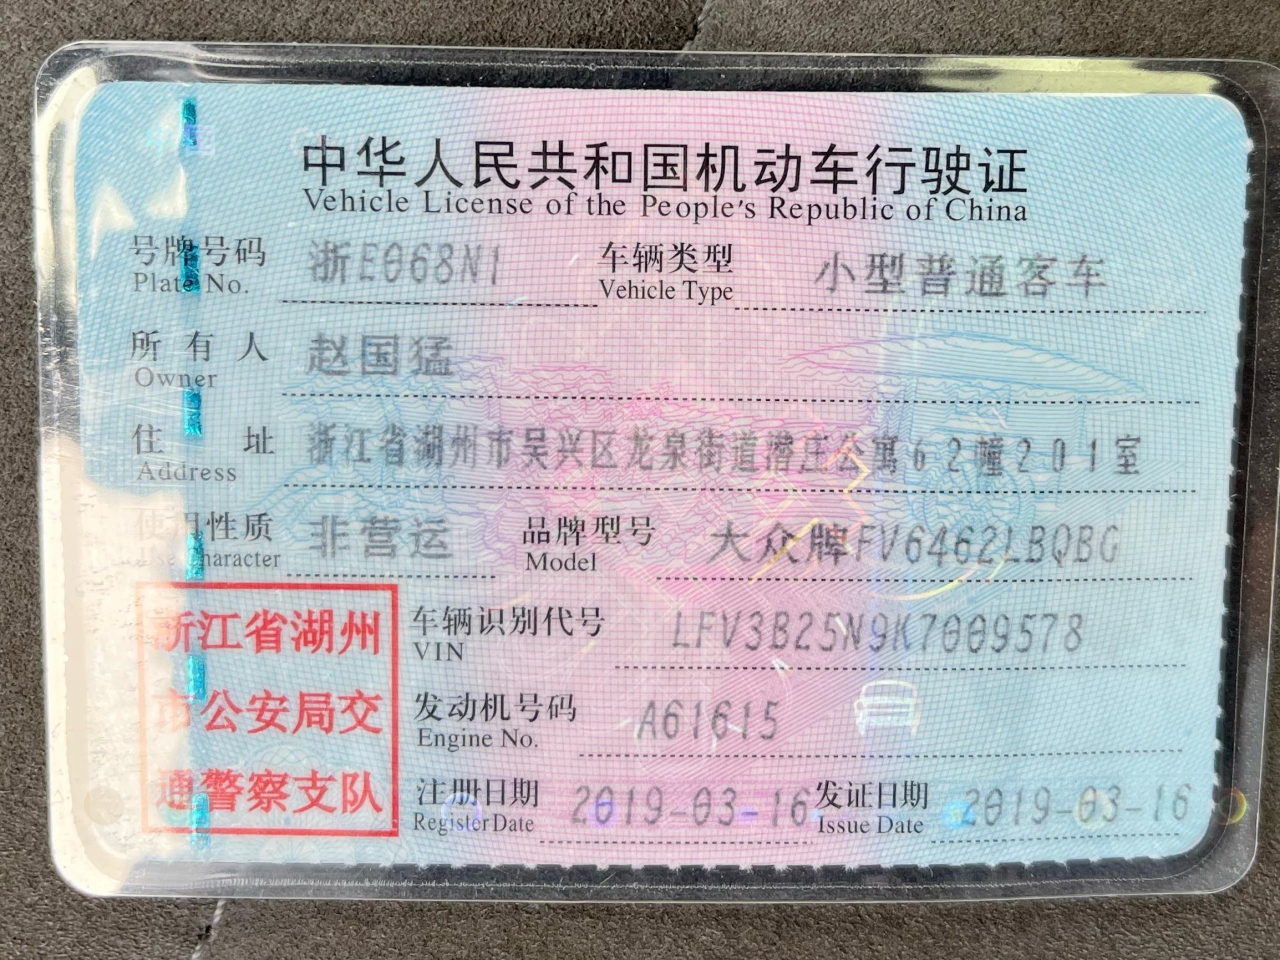 中华人民共和国机动车行驶证
Vehicle License of the People's Republic of China
号牌号码 浙E068N1 车辆类型 小型普通客车
Plate No. Vehicle Type
所有人 赵国猛
Owner
住址 浙江省湖州市吴兴区龙泉街道潜庄公寓62幢201室
Address
使用性质 非营运 品牌型号 大众牌FV6462LBQBG
Use Character Model
浙江省湖州
市公安局交
通警察支队
车辆识别代号 LFV3B25N9K7009578
VIN
发动机号码 A61615
Engine No.
注册日期 2019-03-16 发证日期 2019-03-16
Register Date Issue Date